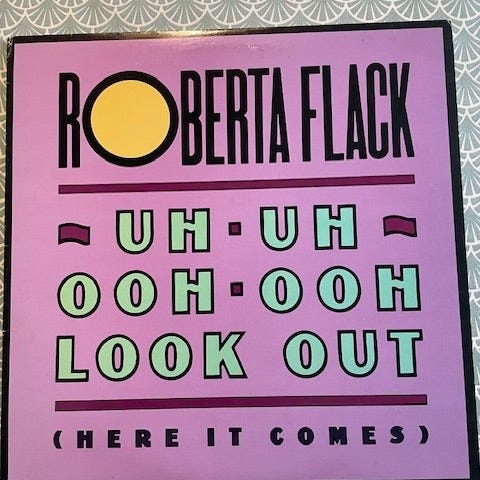 ROBERTA FLACK
UH·UH
OOH·OOH
LOOK OUT
(HERE IT COMES)